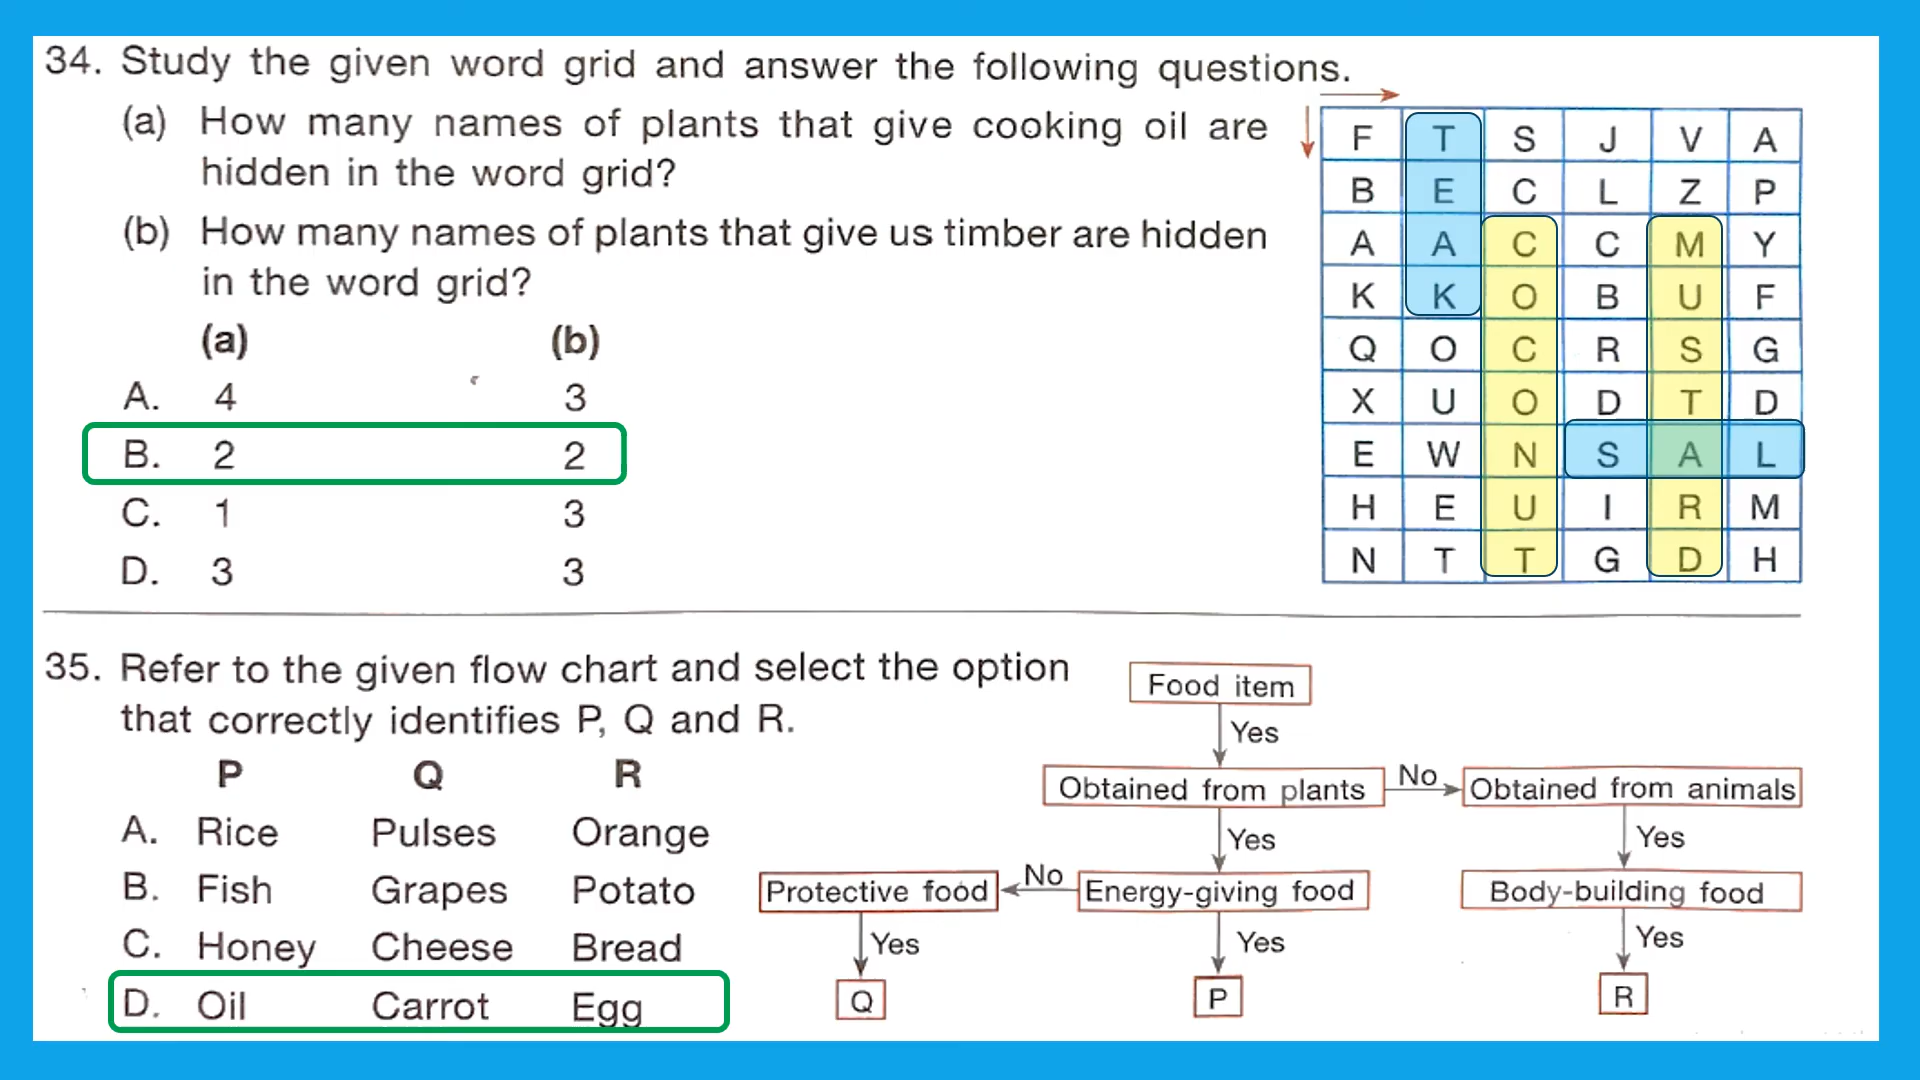 34. Study the given word grid and answer the following questions.
(a) How many names of plants that give cooking oil are
hidden in the word grid?
(b) How many names of plants that give us timber are hidden
in the word grid?
(a) (b)
A. 4 3
B. 2 2
C. 1 3
D. 3 3
F T S J V A
B E C L Z P
A A C C M Y
K K O B U F
Q O C R S G
X U O D T D
E W N S A L
H E U I R M
N T T G D H
35. Refer to the given flow chart and select the option
that correctly identifies P, Q and R.
P Q R
A. Rice Pulses Orange
B. Fish Grapes Potato
C. Honey Cheese Bread
D. Oil Carrot Egg
Food item
Yes
Obtained from plants No Obtained from animals
Yes Yes
Protective food No Energy-giving food Body-building food
Yes Yes Yes
Q P R